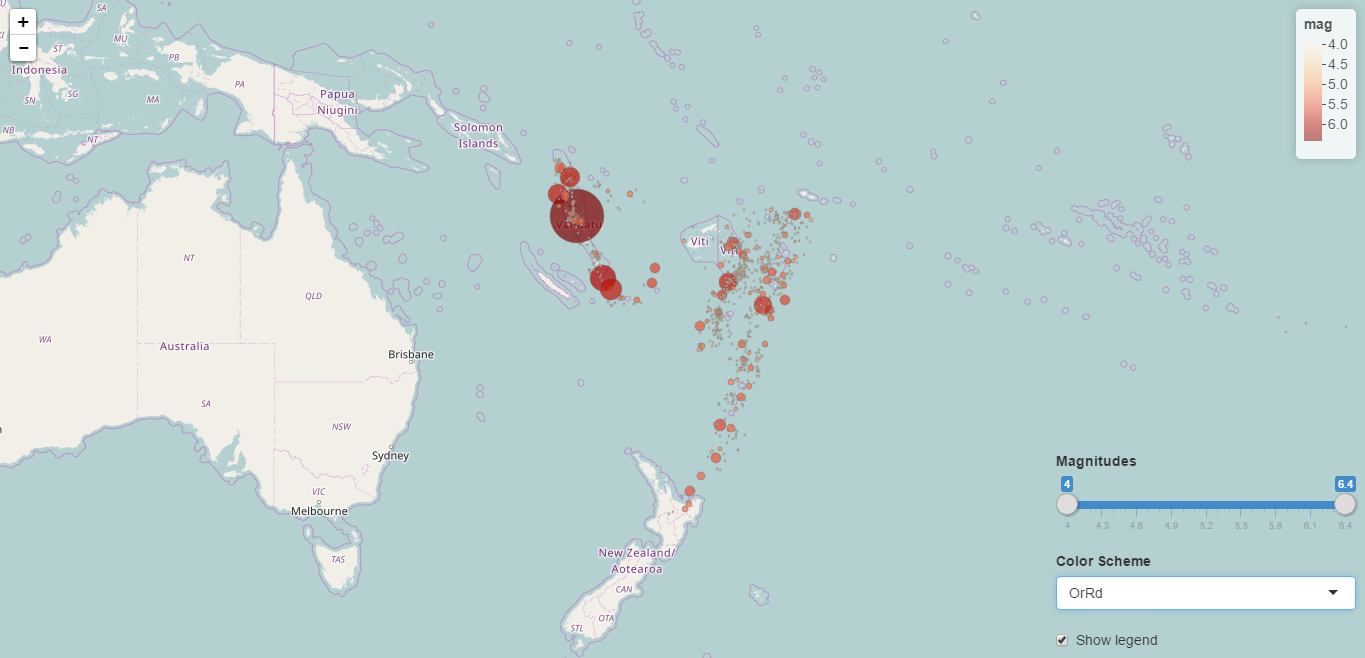 +
−
SA
ST
MU
PB
Indonesia
SN
SG
MA
PA
NB
NT
Papua
Niugini
Solomon
Islands
Viti
NT
QLD
WA
Australia
Brisbane
SA
NSW
Sydney
VIC
Melbourne
TAS
New Zealand/
Aotearoa
CAN
OTA
STL
mag
4.0
4.5
5.0
5.5
6.0
Magnitudes
4
6.4
4 4.3 4.6 4.9 5.2 5.5 5.8 6.1 6.4
Color Scheme
OrRd
Show legend